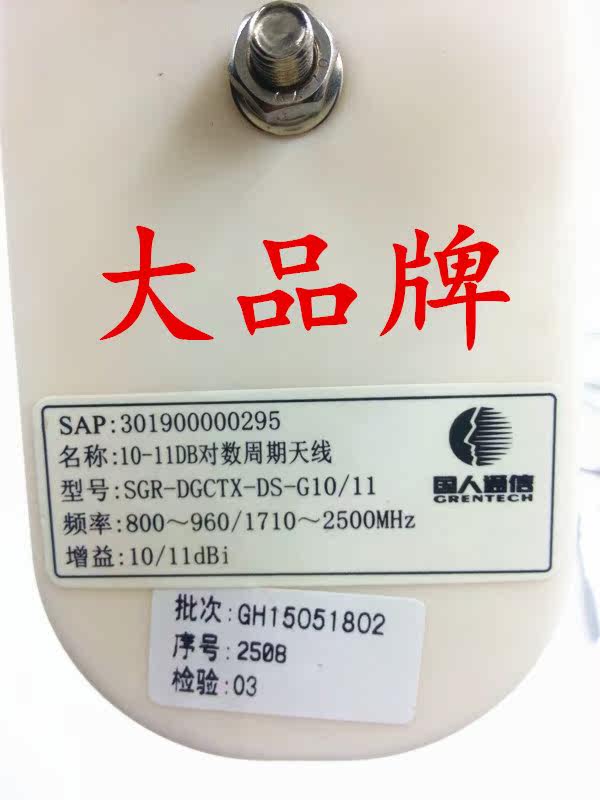 大品牌
SAP:301900000295
名称:10-11DB对数周期天线
型号:SGR-DGCTX-DS-G10/11
频率:800～960/1710～2500MHz
增益:10/11dBi
国人通信
GRENTECH
批次:GH15051802
序号:2508
检验:03